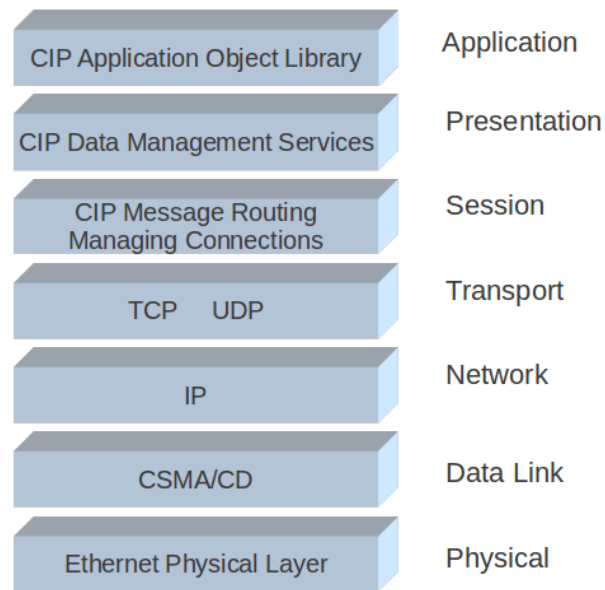 CIP Application Object Library
Application
CIP Data Management Services
Presentation
CIP Message Routing
Managing Connections
Session
TCP UDP
Transport
IP
Network
CSMA/CD
Data Link
Ethernet Physical Layer
Physical